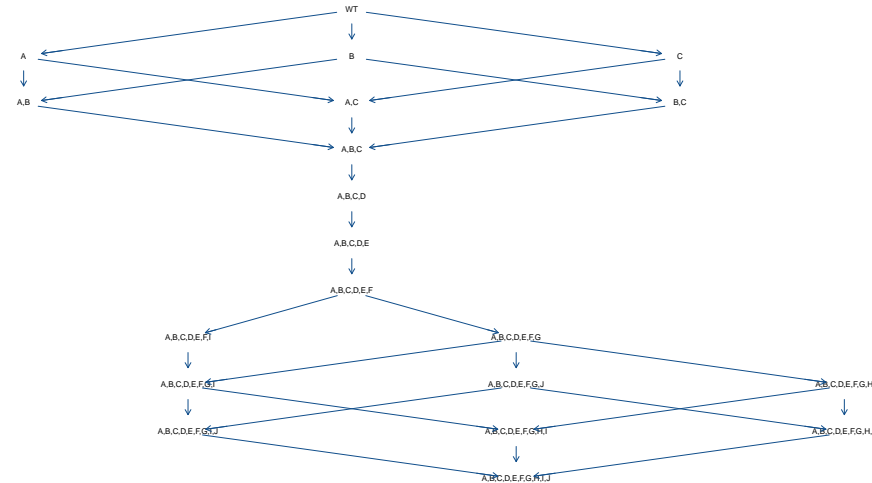 WT
A
B
C
A,B
A,C
B,C
A,B,C
A,B,C,D
A,B,C,D,E
A,B,C,D,E,F
A,B,C,D,E,F,I
A,B,C,D,E,F,G
A,B,C,D,E,F,G,I
A,B,C,D,E,F,G,J
A,B,C,D,E,F,G,H
A,B,C,D,E,F,G,I,J
A,B,C,D,E,F,G,H,I
A,B,C,D,E,F,G,H,
A,B,C,D,E,F,G,H,I,J